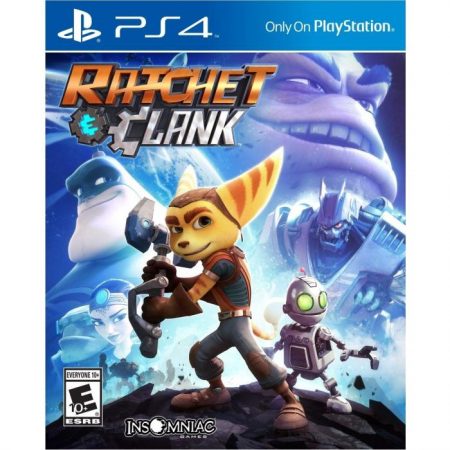 PS4
Only On PlayStation.
RATCHET
& CLANK
EVERYONE 10+
E
10+
ESRB
INSOMNIAC
GAMES